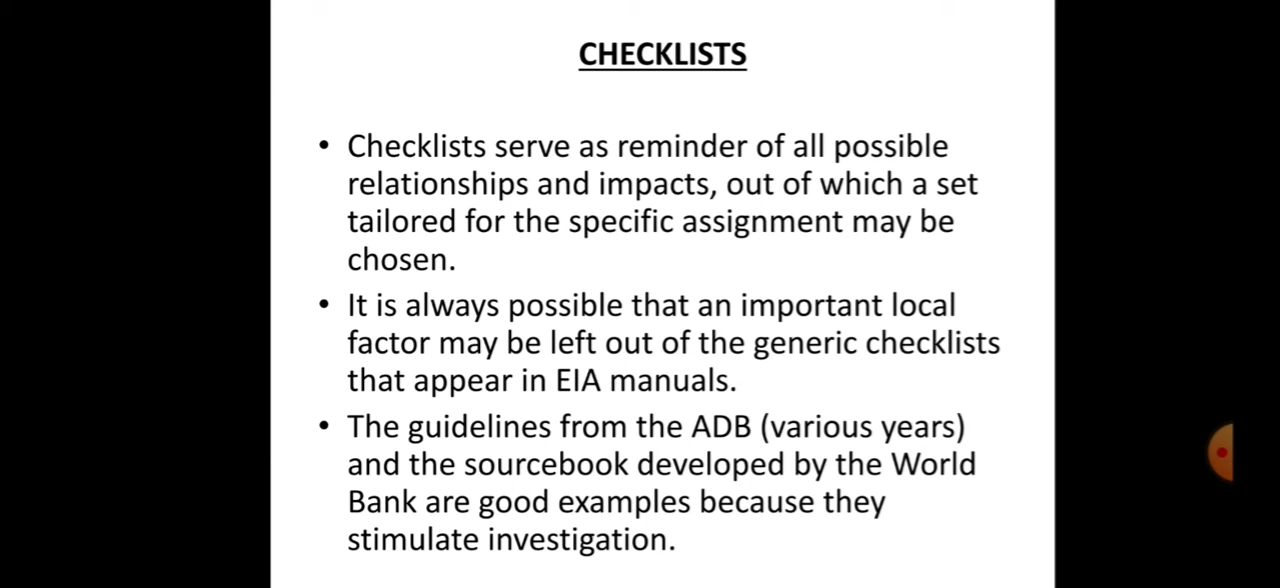 CHECKLISTS
• Checklists serve as reminder of all possible
relationships and impacts, out of which a set
tailored for the specific assignment may be
chosen.
• It is always possible that an important local
factor may be left out of the generic checklists
that appear in EIA manuals.
• The guidelines from the ADB (various years)
and the sourcebook developed by the World
Bank are good examples because they
stimulate investigation.